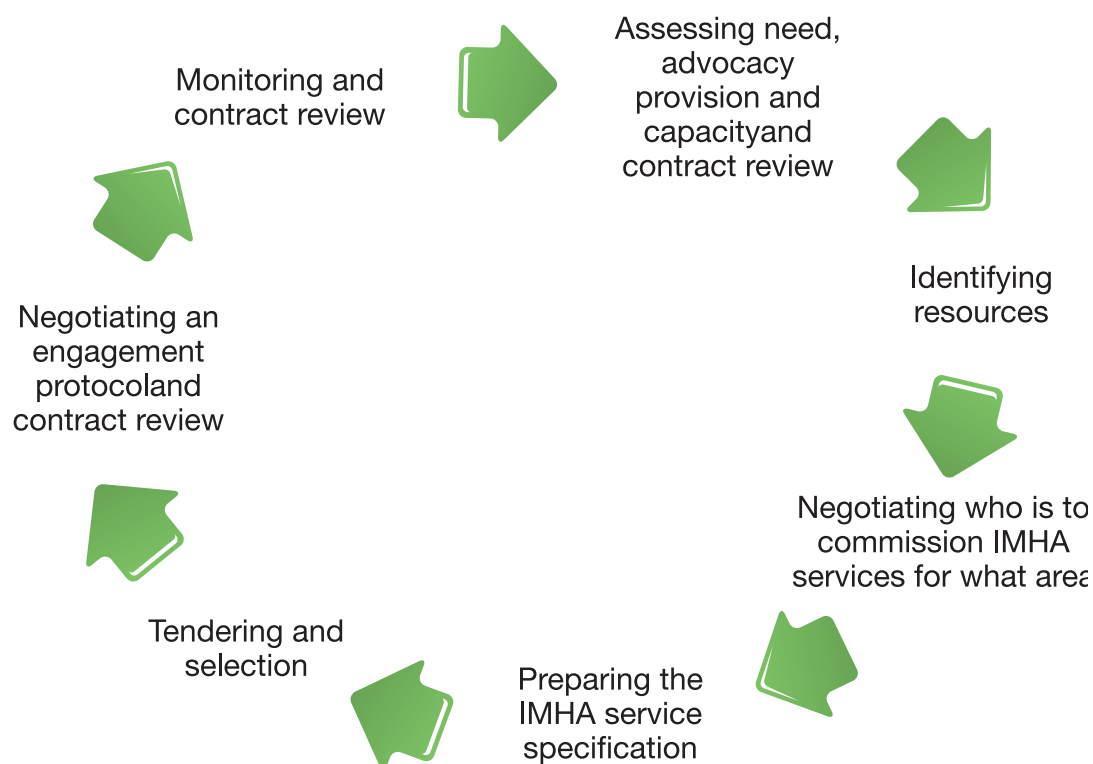 Assessing need,
advocacy
provision and
capacityand
contract review
Identifying
resources
Negotiating who is to
commission IMHA
services for what area
Preparing the
IMHA service
specification
Tendering and
selection
Negotiating an
engagement
protocoland
contract review
Monitoring and
contract review